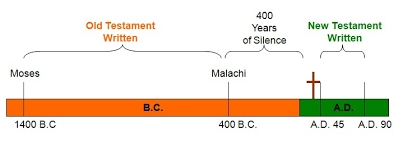 Old Testament
Written
400
Years
of Silence
New Testament
Written
Moses
Malachi
B.C.
A.D.
1400 B.C
400 B.C.
A.D. 45
A.D. 90